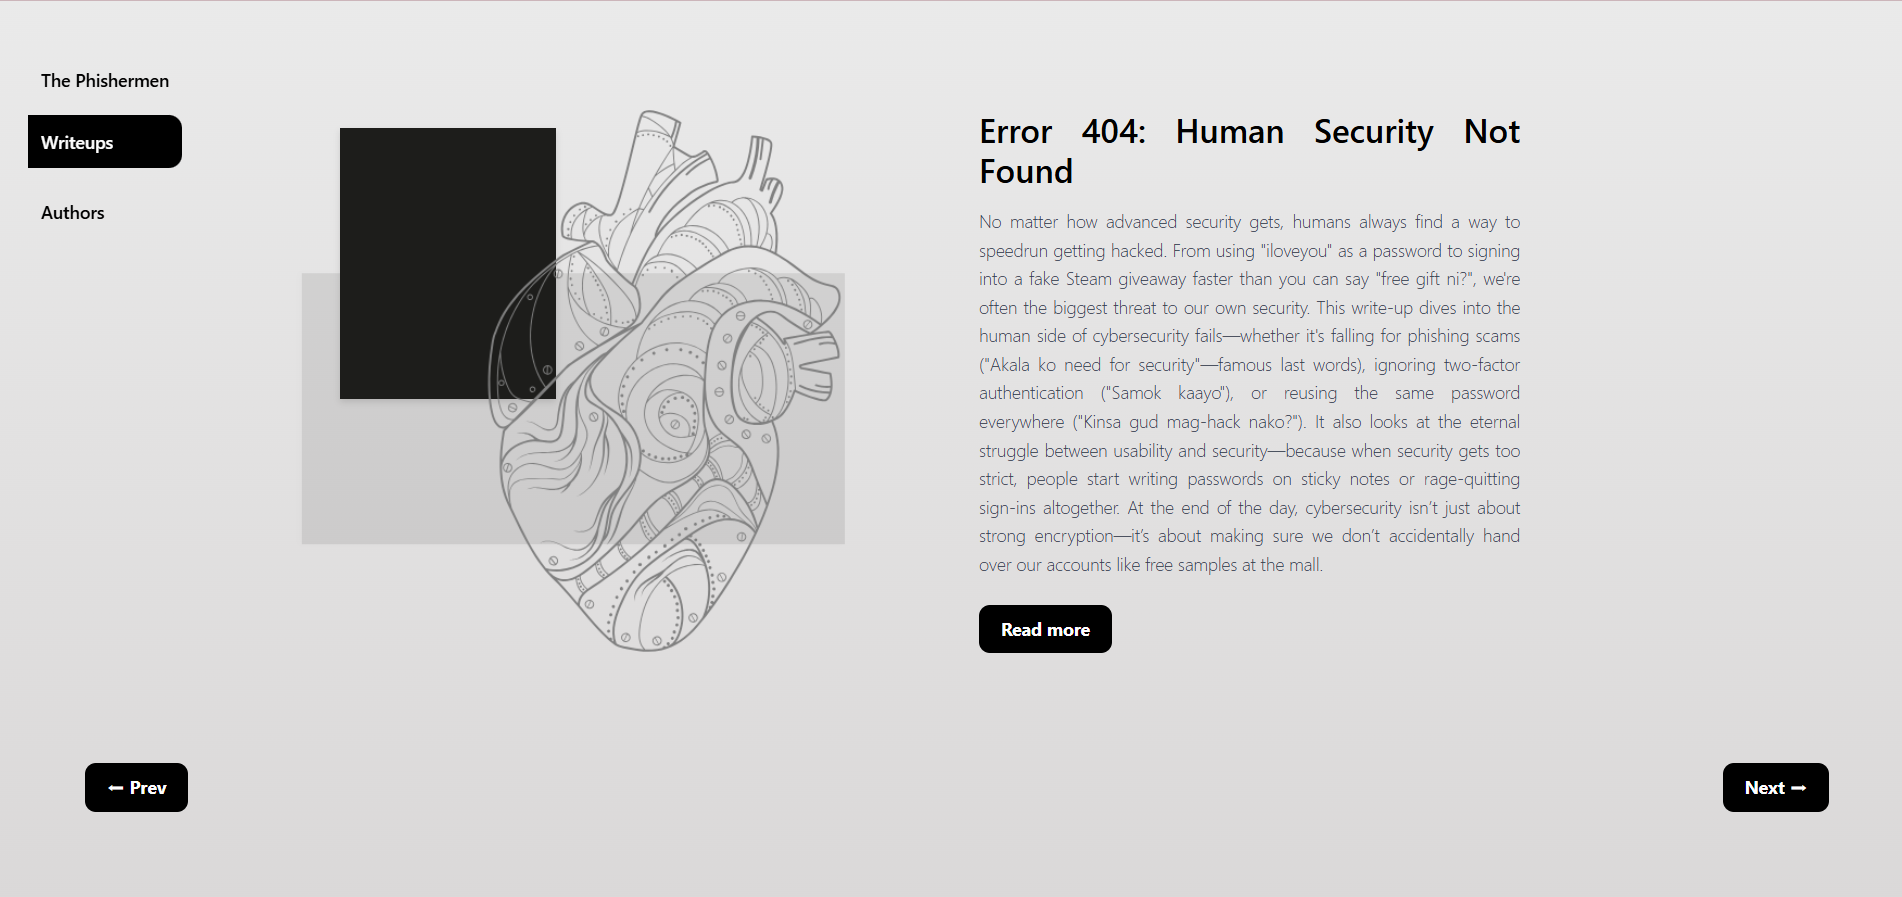 The Phishermen
Writeups
Authors
Error 404: Human Security Not
Found
No matter how advanced security gets, humans always find a way to
speedrun getting hacked. From using "iloveyou" as a password to signing
into a fake Steam giveaway faster than you can say "free gift ni?", we're
often the biggest threat to our own security. This write-up dives into the
human side of cybersecurity fails—whether it's falling for phishing scams
("Akala ko need for security"—famous last words), ignoring two-factor
authentication ("Samok kaayo"), or reusing the same password
everywhere ("Kinsa gud mag-hack nako?"). It also looks at the eternal
struggle between usability and security—because when security gets too
strict, people start writing passwords on sticky notes or rage-quitting
sign-ins altogether. At the end of the day, cybersecurity isn’t just about
strong encryption—it’s about making sure we don’t accidentally hand
over our accounts like free samples at the mall.
Read more
⬅ Prev
Next ➡